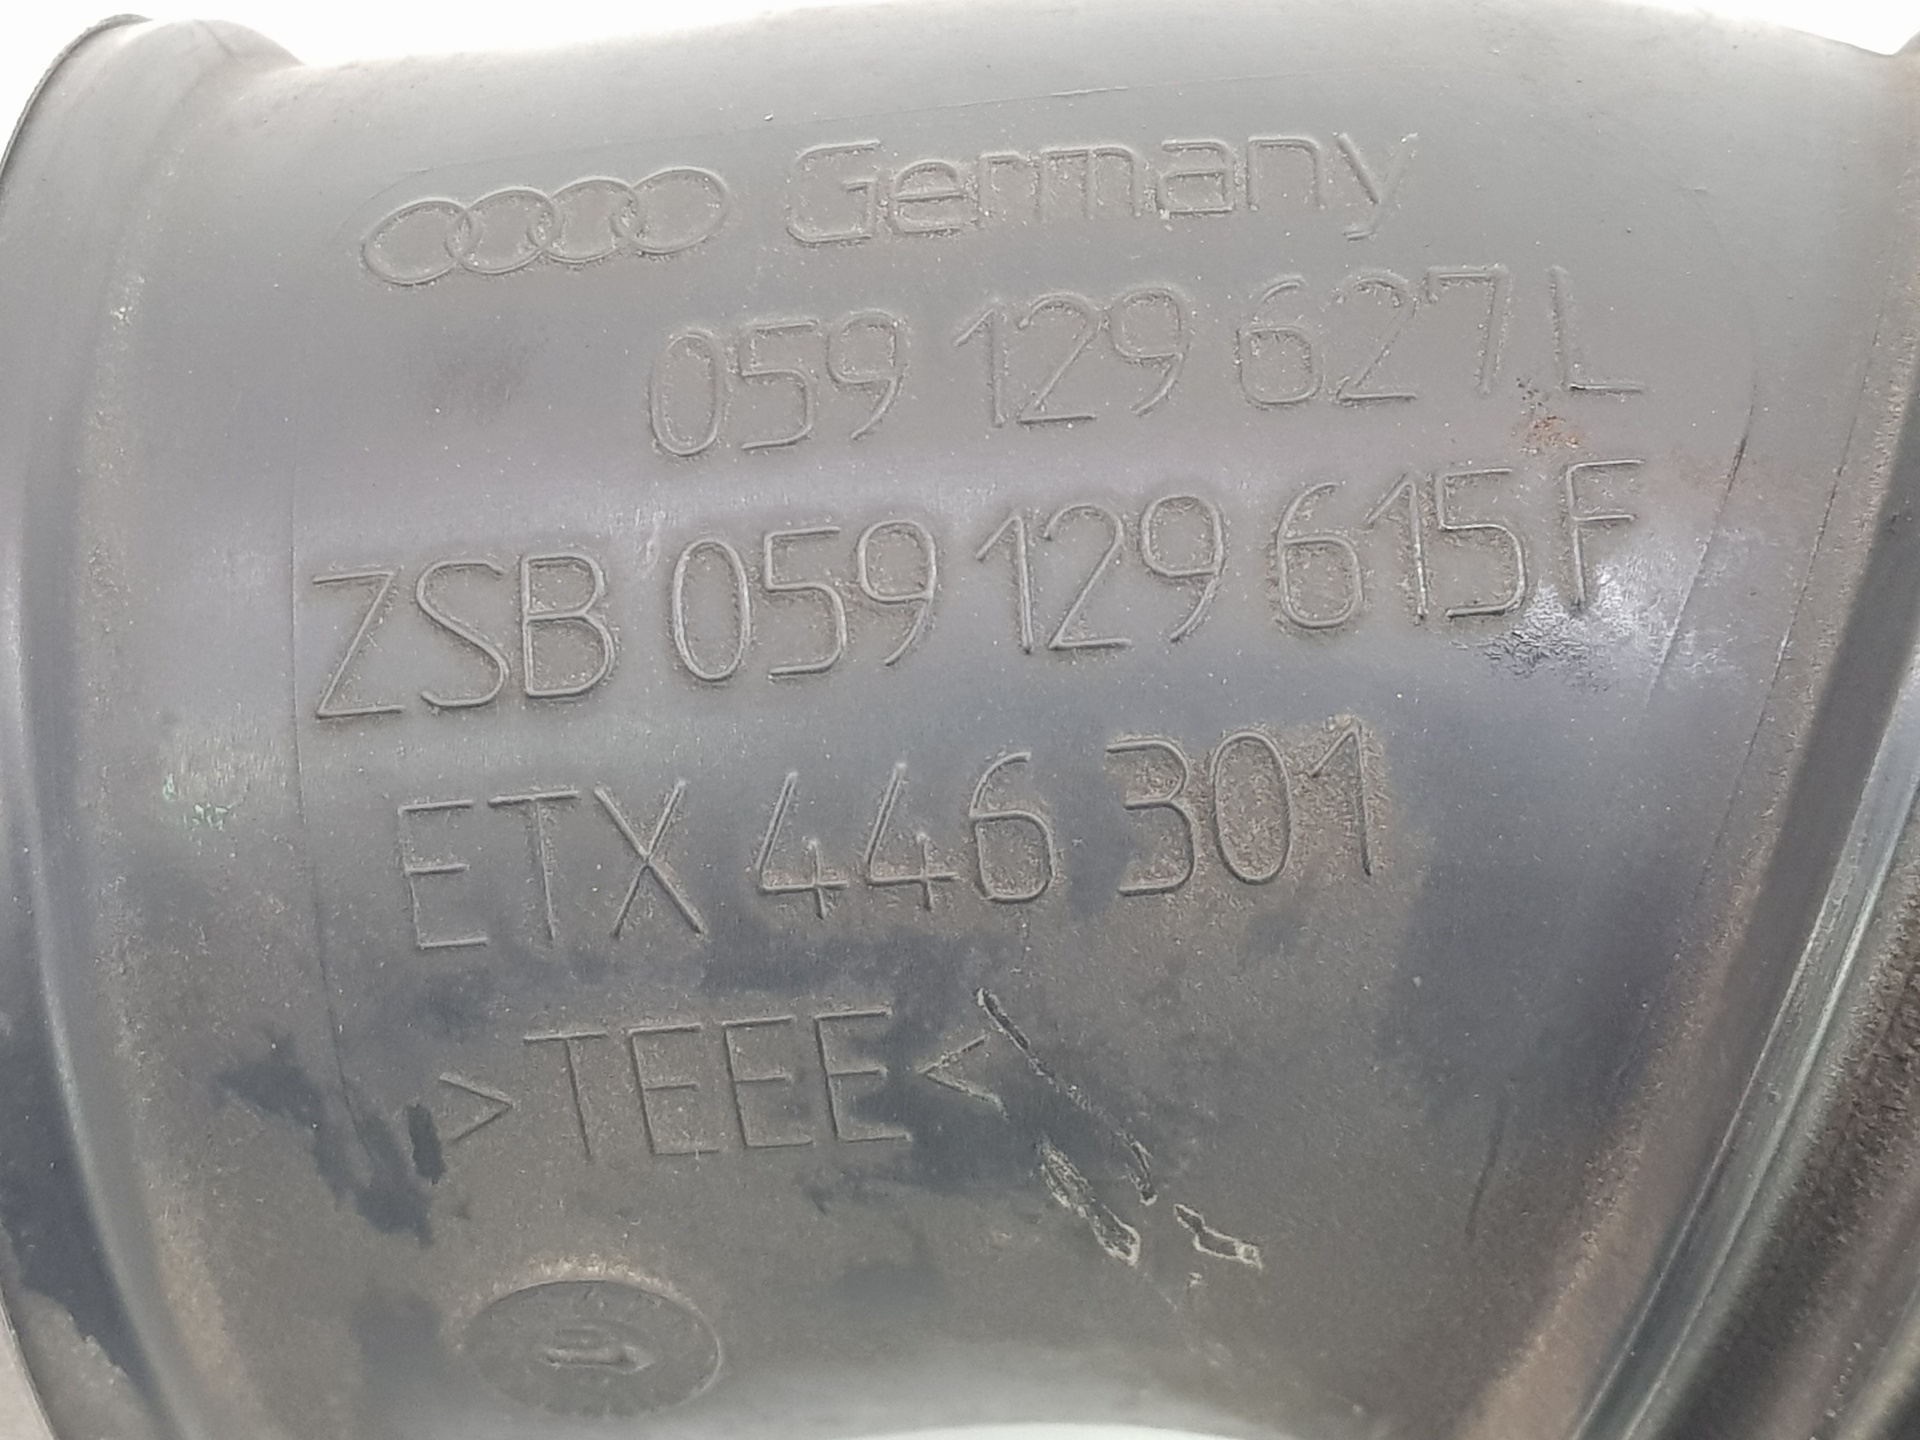 Germany
059 129 627 L
ZSB 059 129 615 F
ETX 446 301
>TEEE<